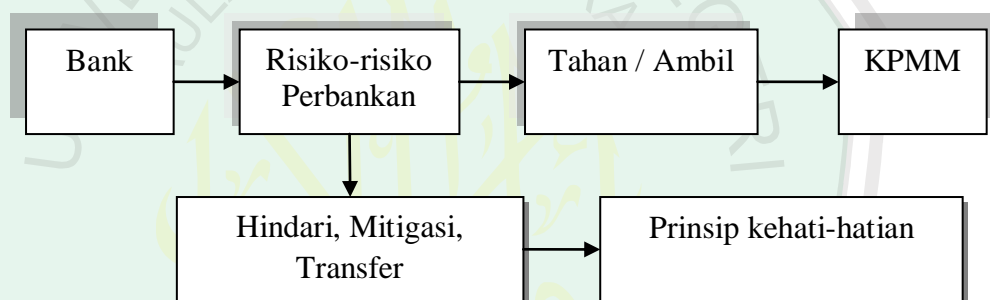 Bank
Risiko-risiko
Perbankan
Tahan / Ambil
KPMM
Hindari, Mitigasi,
Transfer
Prinsip kehati-hatian